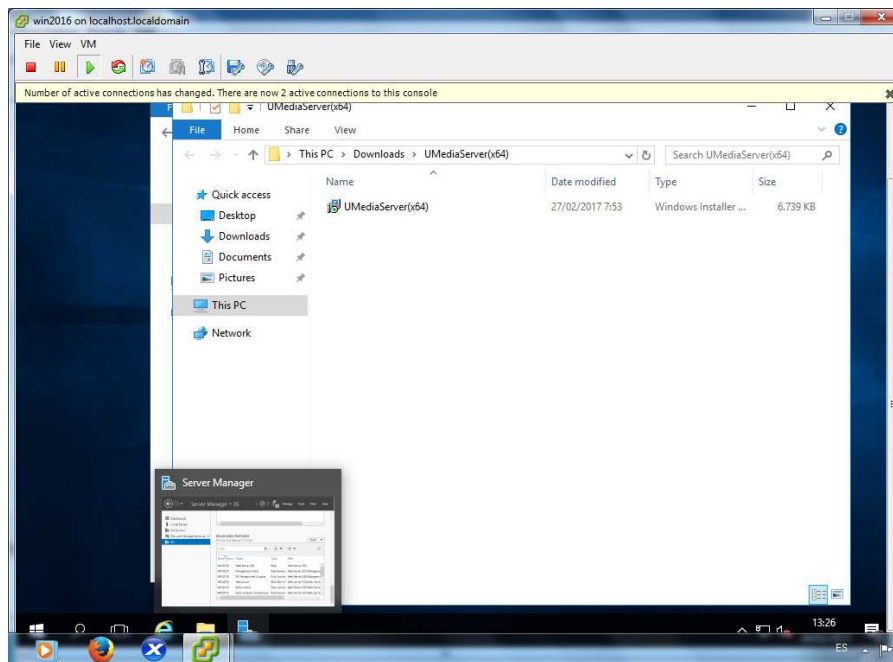 win2016 on localhost.localdomain
File View VM
Number of active connections has changed. There are now 2 active connections to this console
UMediaServer(x64)
File Home Share View
This PC > Downloads > UMediaServer(x64)
Search UMediaServer(x64)
Name Date modified Type Size
Quick access
UMediaServer(x64) 27/02/2017 7:53 Windows Installer ... 6.739 KB
Desktop
Downloads
Documents
Pictures
This PC
Network
Server Manager
Server Manager
13:26
ES